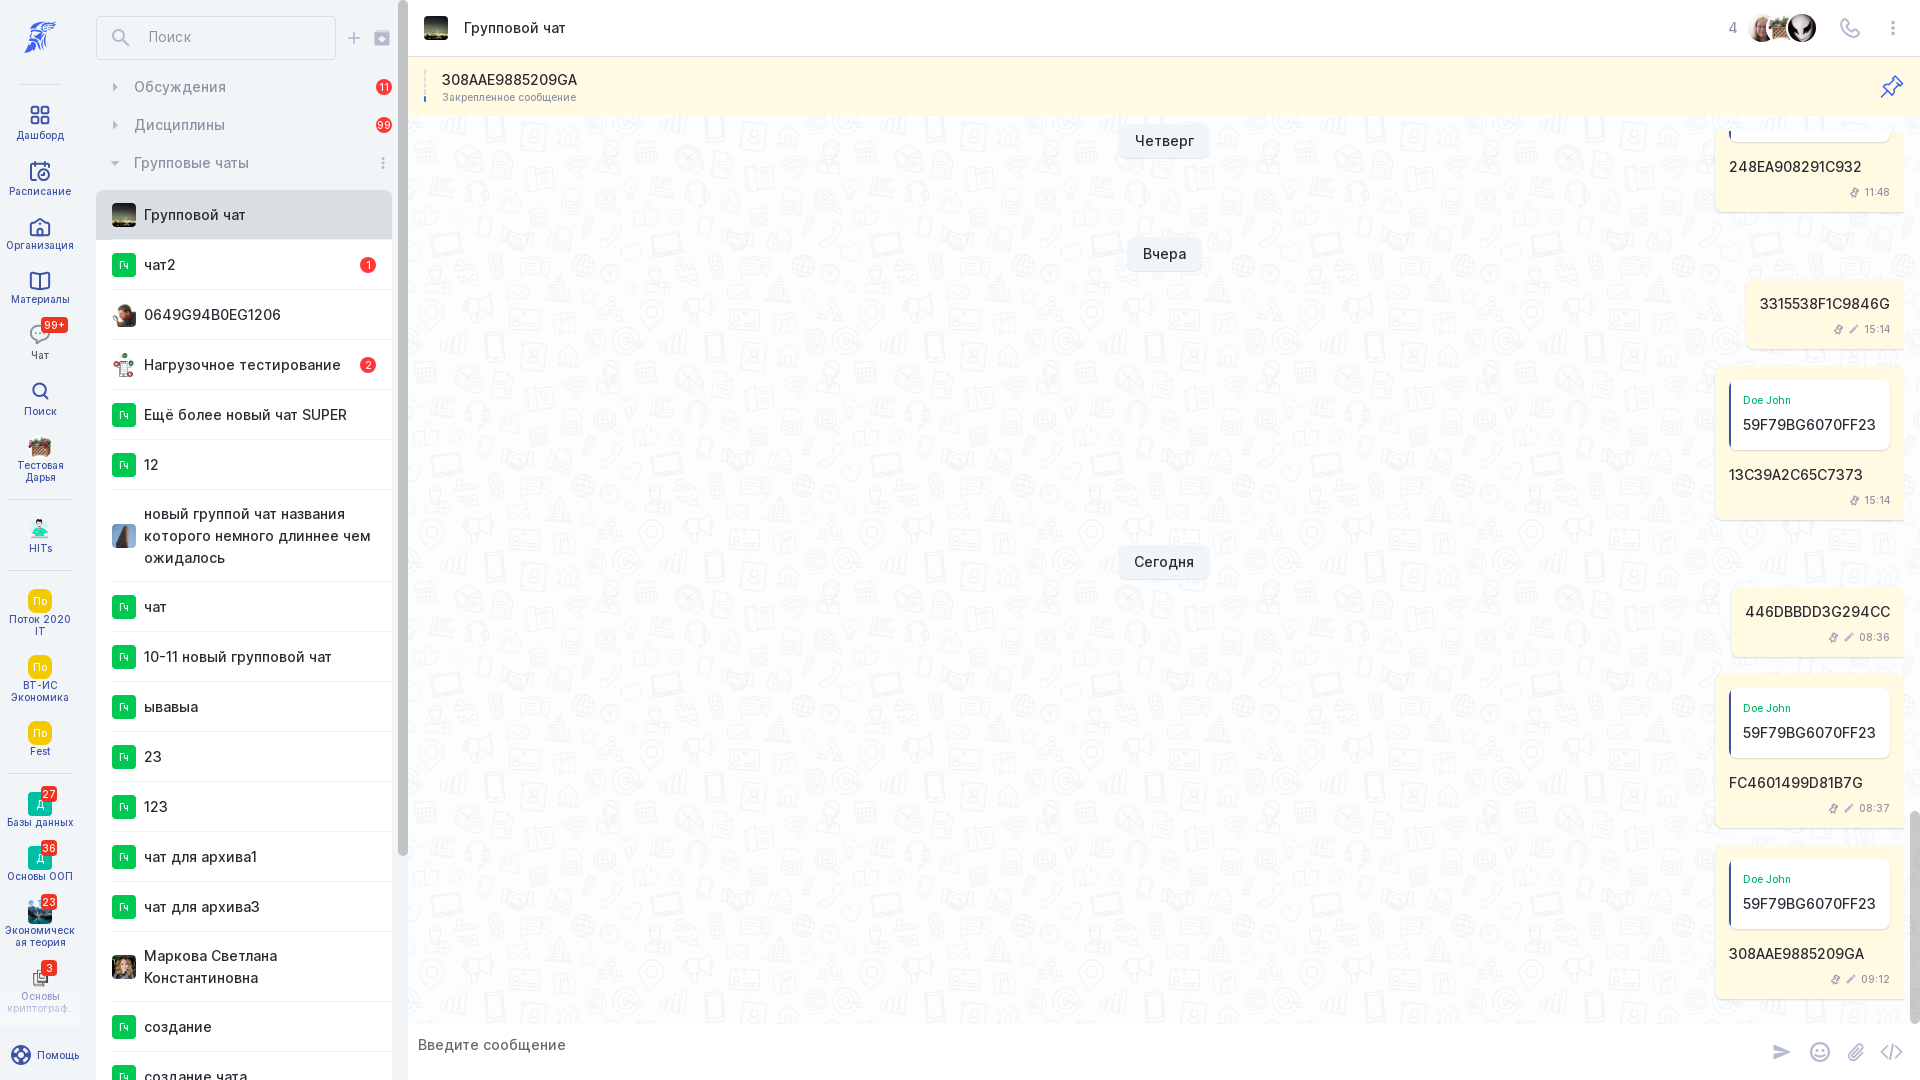 Дашборд
Расписание
Организация
Материалы
99+
Чат
Поиск
Тестовая
Дарья
HITs
По
Поток 2020
IT
По
ВТ-ИС
Экономика
По
Fest
27
Д
Базы данных
36
Д
Основы ООП
23
Экономическ
ая теория
3
Основы
криптограф...
Помощь
Поиск
Обсуждения
11
Дисциплины
99
Групповые чаты
Групповой чат
Гч
чат2
1
0649G94B0EG1206
Нагрузочное тестирование
2
Гч
Ещё более новый чат SUPER
Гч
12
новый группой чат названия
которого немного длиннее чем
ожидалось
Гч
чат
Гч
10-11 новый групповой чат
Гч
ывавыа
Гч
23
Гч
123
Гч
чат для архива1
Гч
чат для архива3
Маркова Светлана
Константиновна
Гч
создание
Гч
создание чата
Групповой чат
4
308AAE9885209GA
Закрепленное сообщение
Четверг
248EA908291C932
11:48
Вчера
3315538F1C9846G
15:14
Doe John
59F79BG6070FF23
13C39A2C65C7373
15:14
Сегодня
446DBBDD3G294CC
08:36
Doe John
59F79BG6070FF23
FC4601499D81B7G
08:37
Doe John
59F79BG6070FF23
308AAE9885209GA
09:12
Введите сообщение